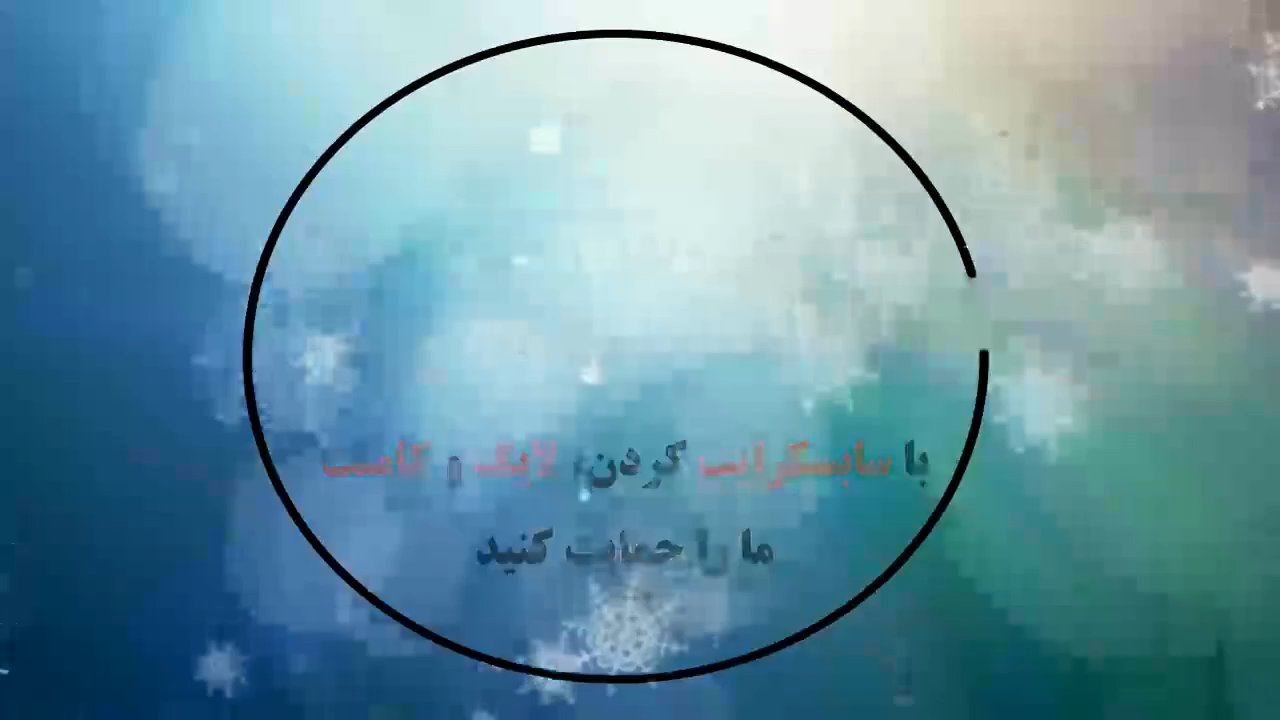 با سابسکرایب کردن، لایک و کامنت
ما را حمایت کنید